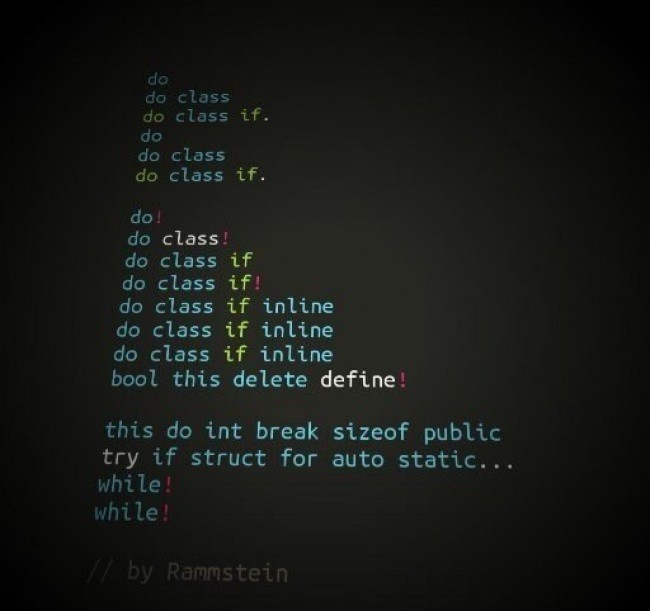 do
do class
do class if.
do
do class
do class if.
do!
do class!
do class if
do class if!
do class if inline
do class if inline
do class if inline
bool this delete define!
this do int break sizeof public
try if struct for auto static...
while!
while!
// by Rammstein